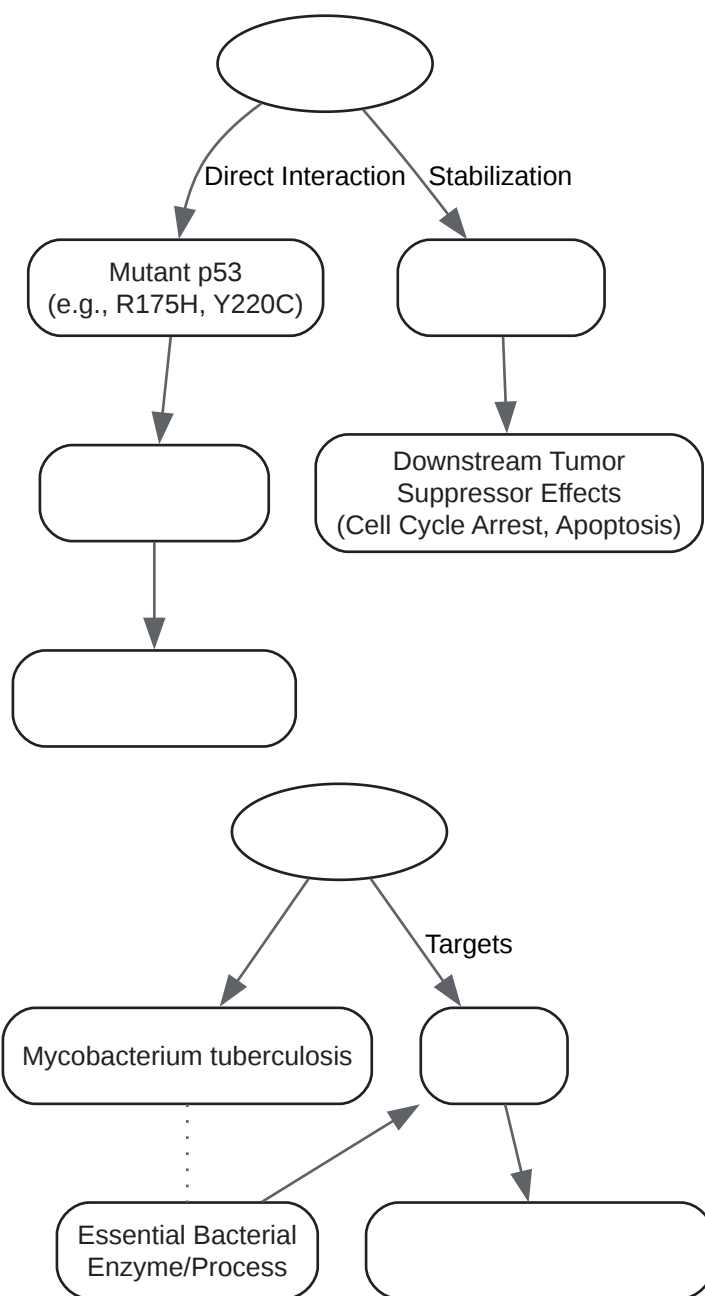 Direct Interaction
Stabilization
Mutant p53
(e.g., R175H, Y220C)
Downstream Tumor
Suppressor Effects
(Cell Cycle Arrest, Apoptosis)
Targets
Mycobacterium tuberculosis
Essential Bacterial
Enzyme/Process